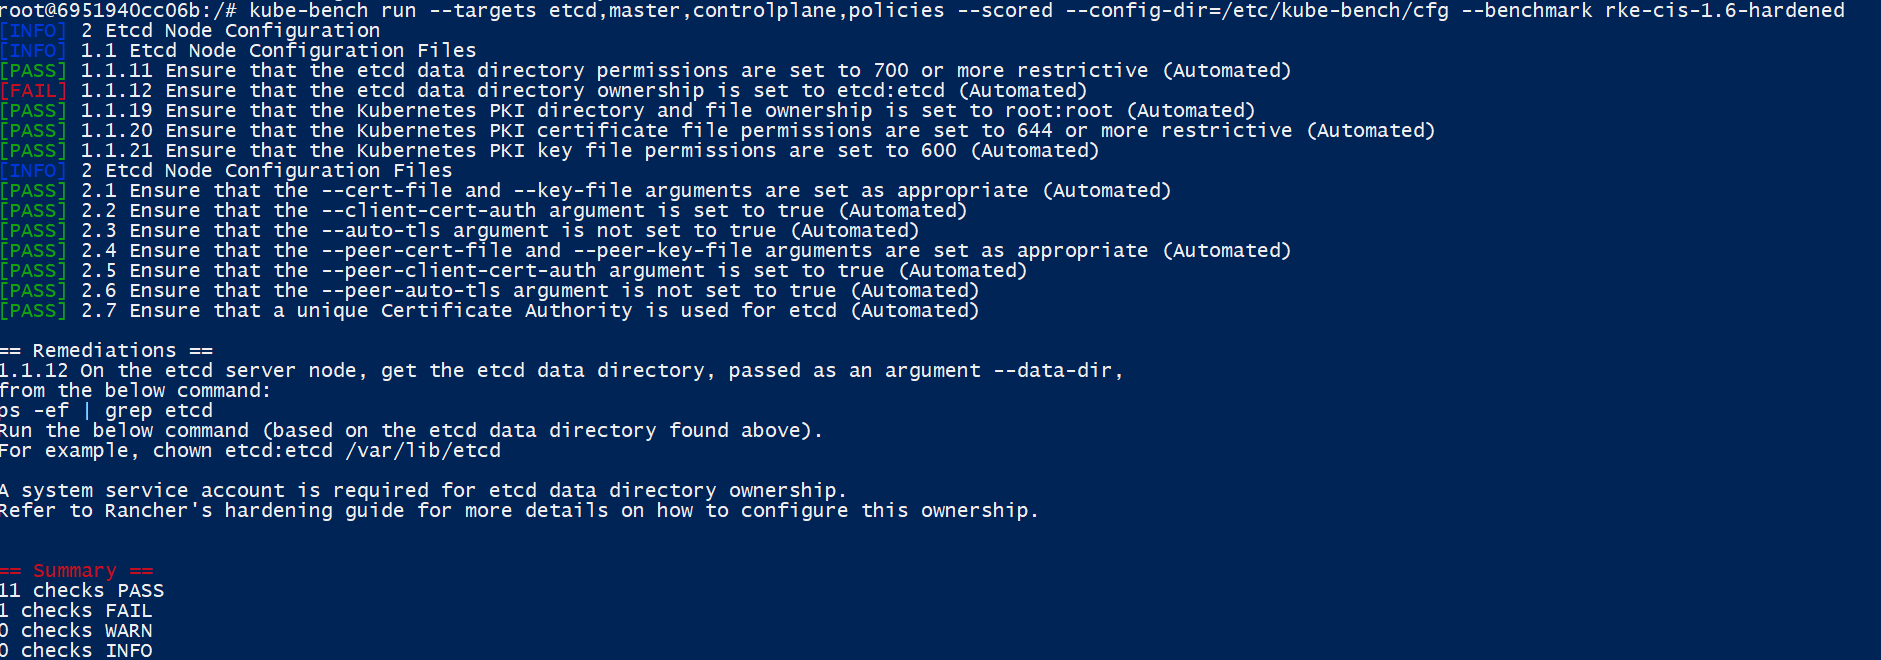 root@6951940cc06b:/# kube-bench run --targets etcd,master,controlplane,policies --scored --config-dir=/etc/kube-bench/cfg --benchmark rke-cis-1.6-hardened
[INFO] 2 Etcd Node Configuration
[INFO] 1.1 Etcd Node Configuration Files
[PASS] 1.1.11 Ensure that the etcd data directory permissions are set to 700 or more restrictive (Automated)
[FAIL] 1.1.12 Ensure that the etcd data directory ownership is set to etcd:etcd (Automated)
[PASS] 1.1.19 Ensure that the Kubernetes PKI directory and file ownership is set to root:root (Automated)
[PASS] 1.1.20 Ensure that the Kubernetes PKI certificate file permissions are set to 644 or more restrictive (Automated)
[PASS] 1.1.21 Ensure that the Kubernetes PKI key file permissions are set to 600 (Automated)
[INFO] 2 Etcd Node Configuration Files
[PASS] 2.1 Ensure that the --cert-file and --key-file arguments are set as appropriate (Automated)
[PASS] 2.2 Ensure that the --client-cert-auth argument is set to true (Automated)
[PASS] 2.3 Ensure that the --auto-tls argument is not set to true (Automated)
[PASS] 2.4 Ensure that the --peer-cert-file and --peer-key-file arguments are set as appropriate (Automated)
[PASS] 2.5 Ensure that the --peer-client-cert-auth argument is set to true (Automated)
[PASS] 2.6 Ensure that the --peer-auto-tls argument is not set to true (Automated)
[PASS] 2.7 Ensure that a unique Certificate Authority is used for etcd (Automated)
== Remediations ==
1.1.12 On the etcd server node, get the etcd data directory, passed as an argument --data-dir,
from the below command:
ps -ef | grep etcd
Run the below command (based on the etcd data directory found above).
For example, chown etcd:etcd /var/lib/etcd
A system service account is required for etcd data directory ownership.
Refer to Rancher's hardening guide for more details on how to configure this ownership.
== Summary ==
11 checks PASS
1 checks FAIL
0 checks WARN
0 checks INFO